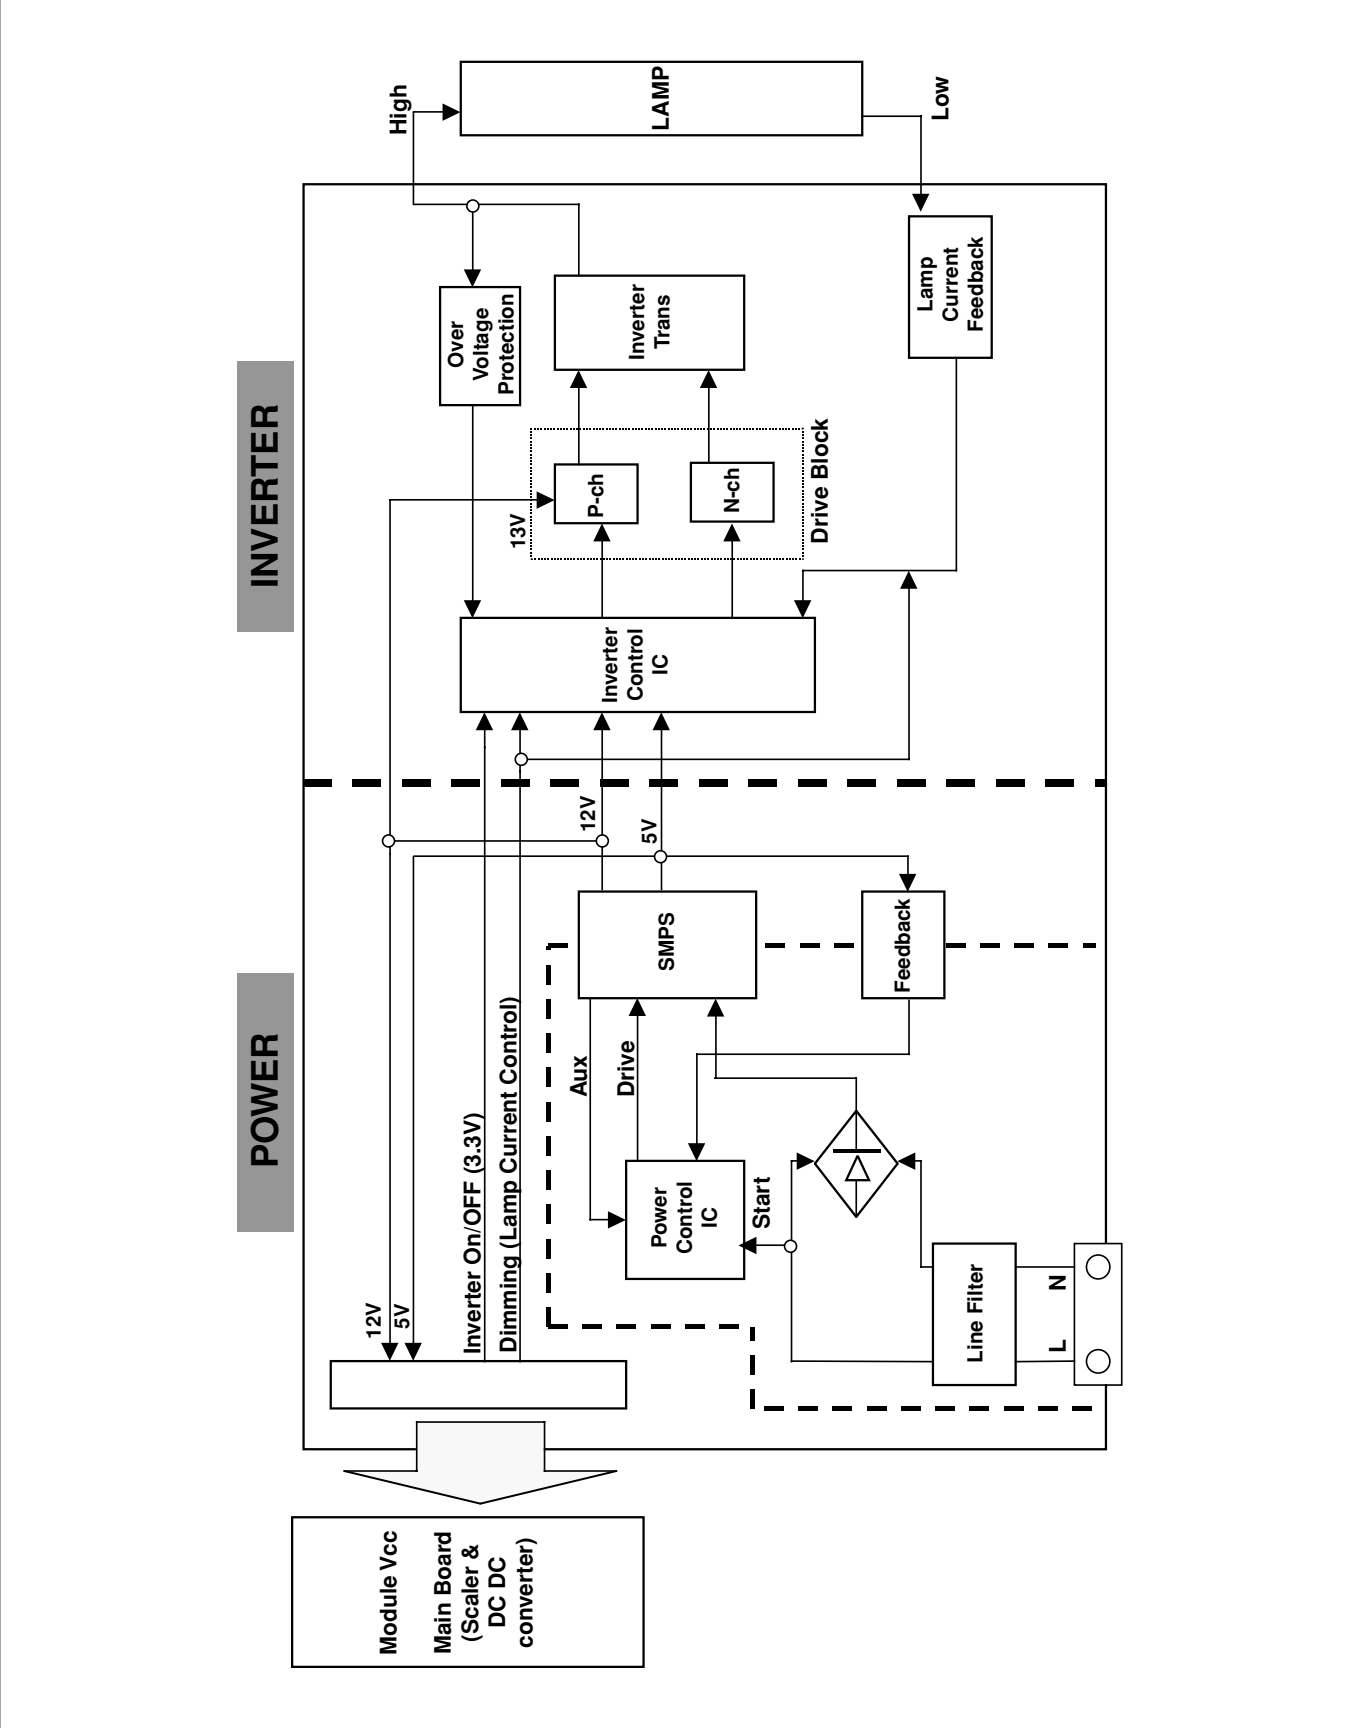 POWER
INVERTER
Module Vcc
Main Board
(Scaler &
DC DC
converter)
12V
5V
Inverter On/OFF (3.3V)
Dimming (Lamp Current Control)
Aux
Drive
Power
Control
IC
Start
Line Filter
L
N
SMPS
Feedback
12V
5V
Inverter
Control
IC
13V
P-ch
N-ch
Drive Block
Over
Voltage
Protection
Inverter
Trans
Lamp
Current
Feedback
High
LAMP
Low